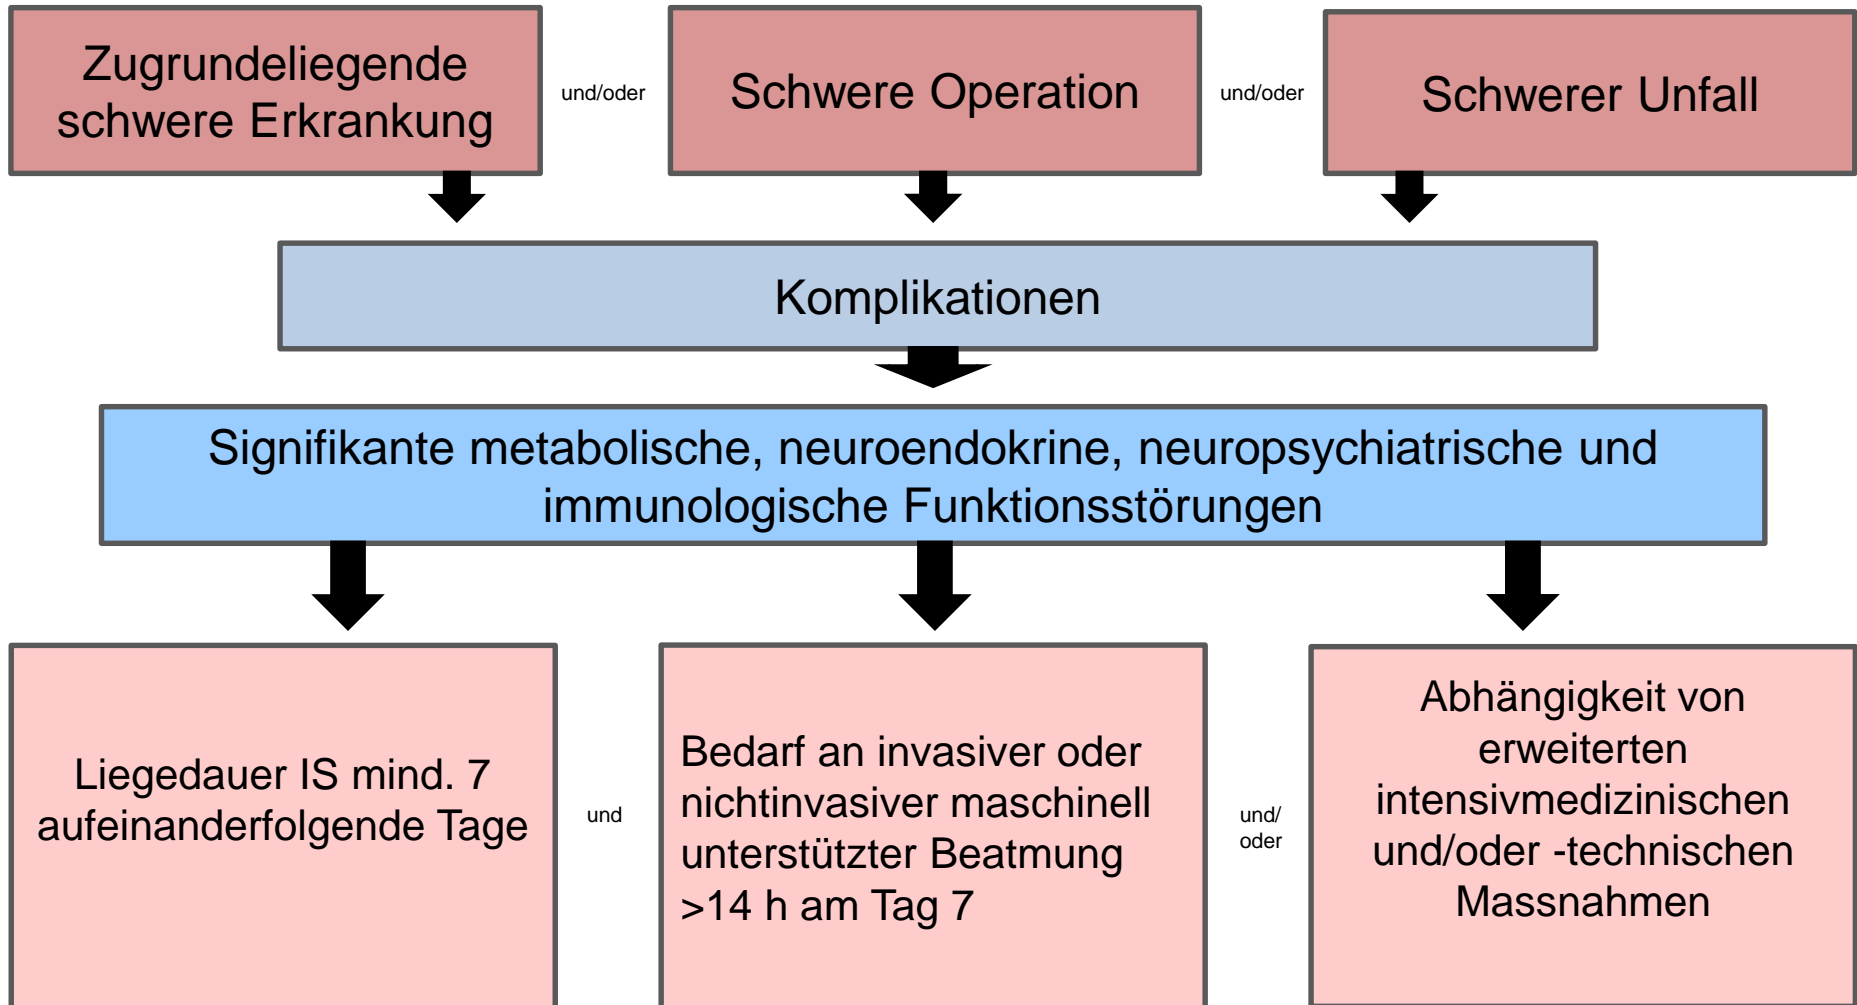 Zugrundeliegende
schwere Erkrankung
und/oder
Schwere Operation
und/oder
Schwerer Unfall
Komplikationen
Signifikante metabolische, neuroendokrine, neuropsychiatrische und
immunologische Funktionsstörungen
Liegedauer IS mind. 7
aufeinanderfolgende Tage
und
Bedarf an invasiver oder
nichtinvasiver maschinell
unterstützter Beatmung
>14 h am Tag 7
und/
oder
Abhängigkeit von
erweiterten
intensivmedizinischen
und/oder -technischen
Massnahmen